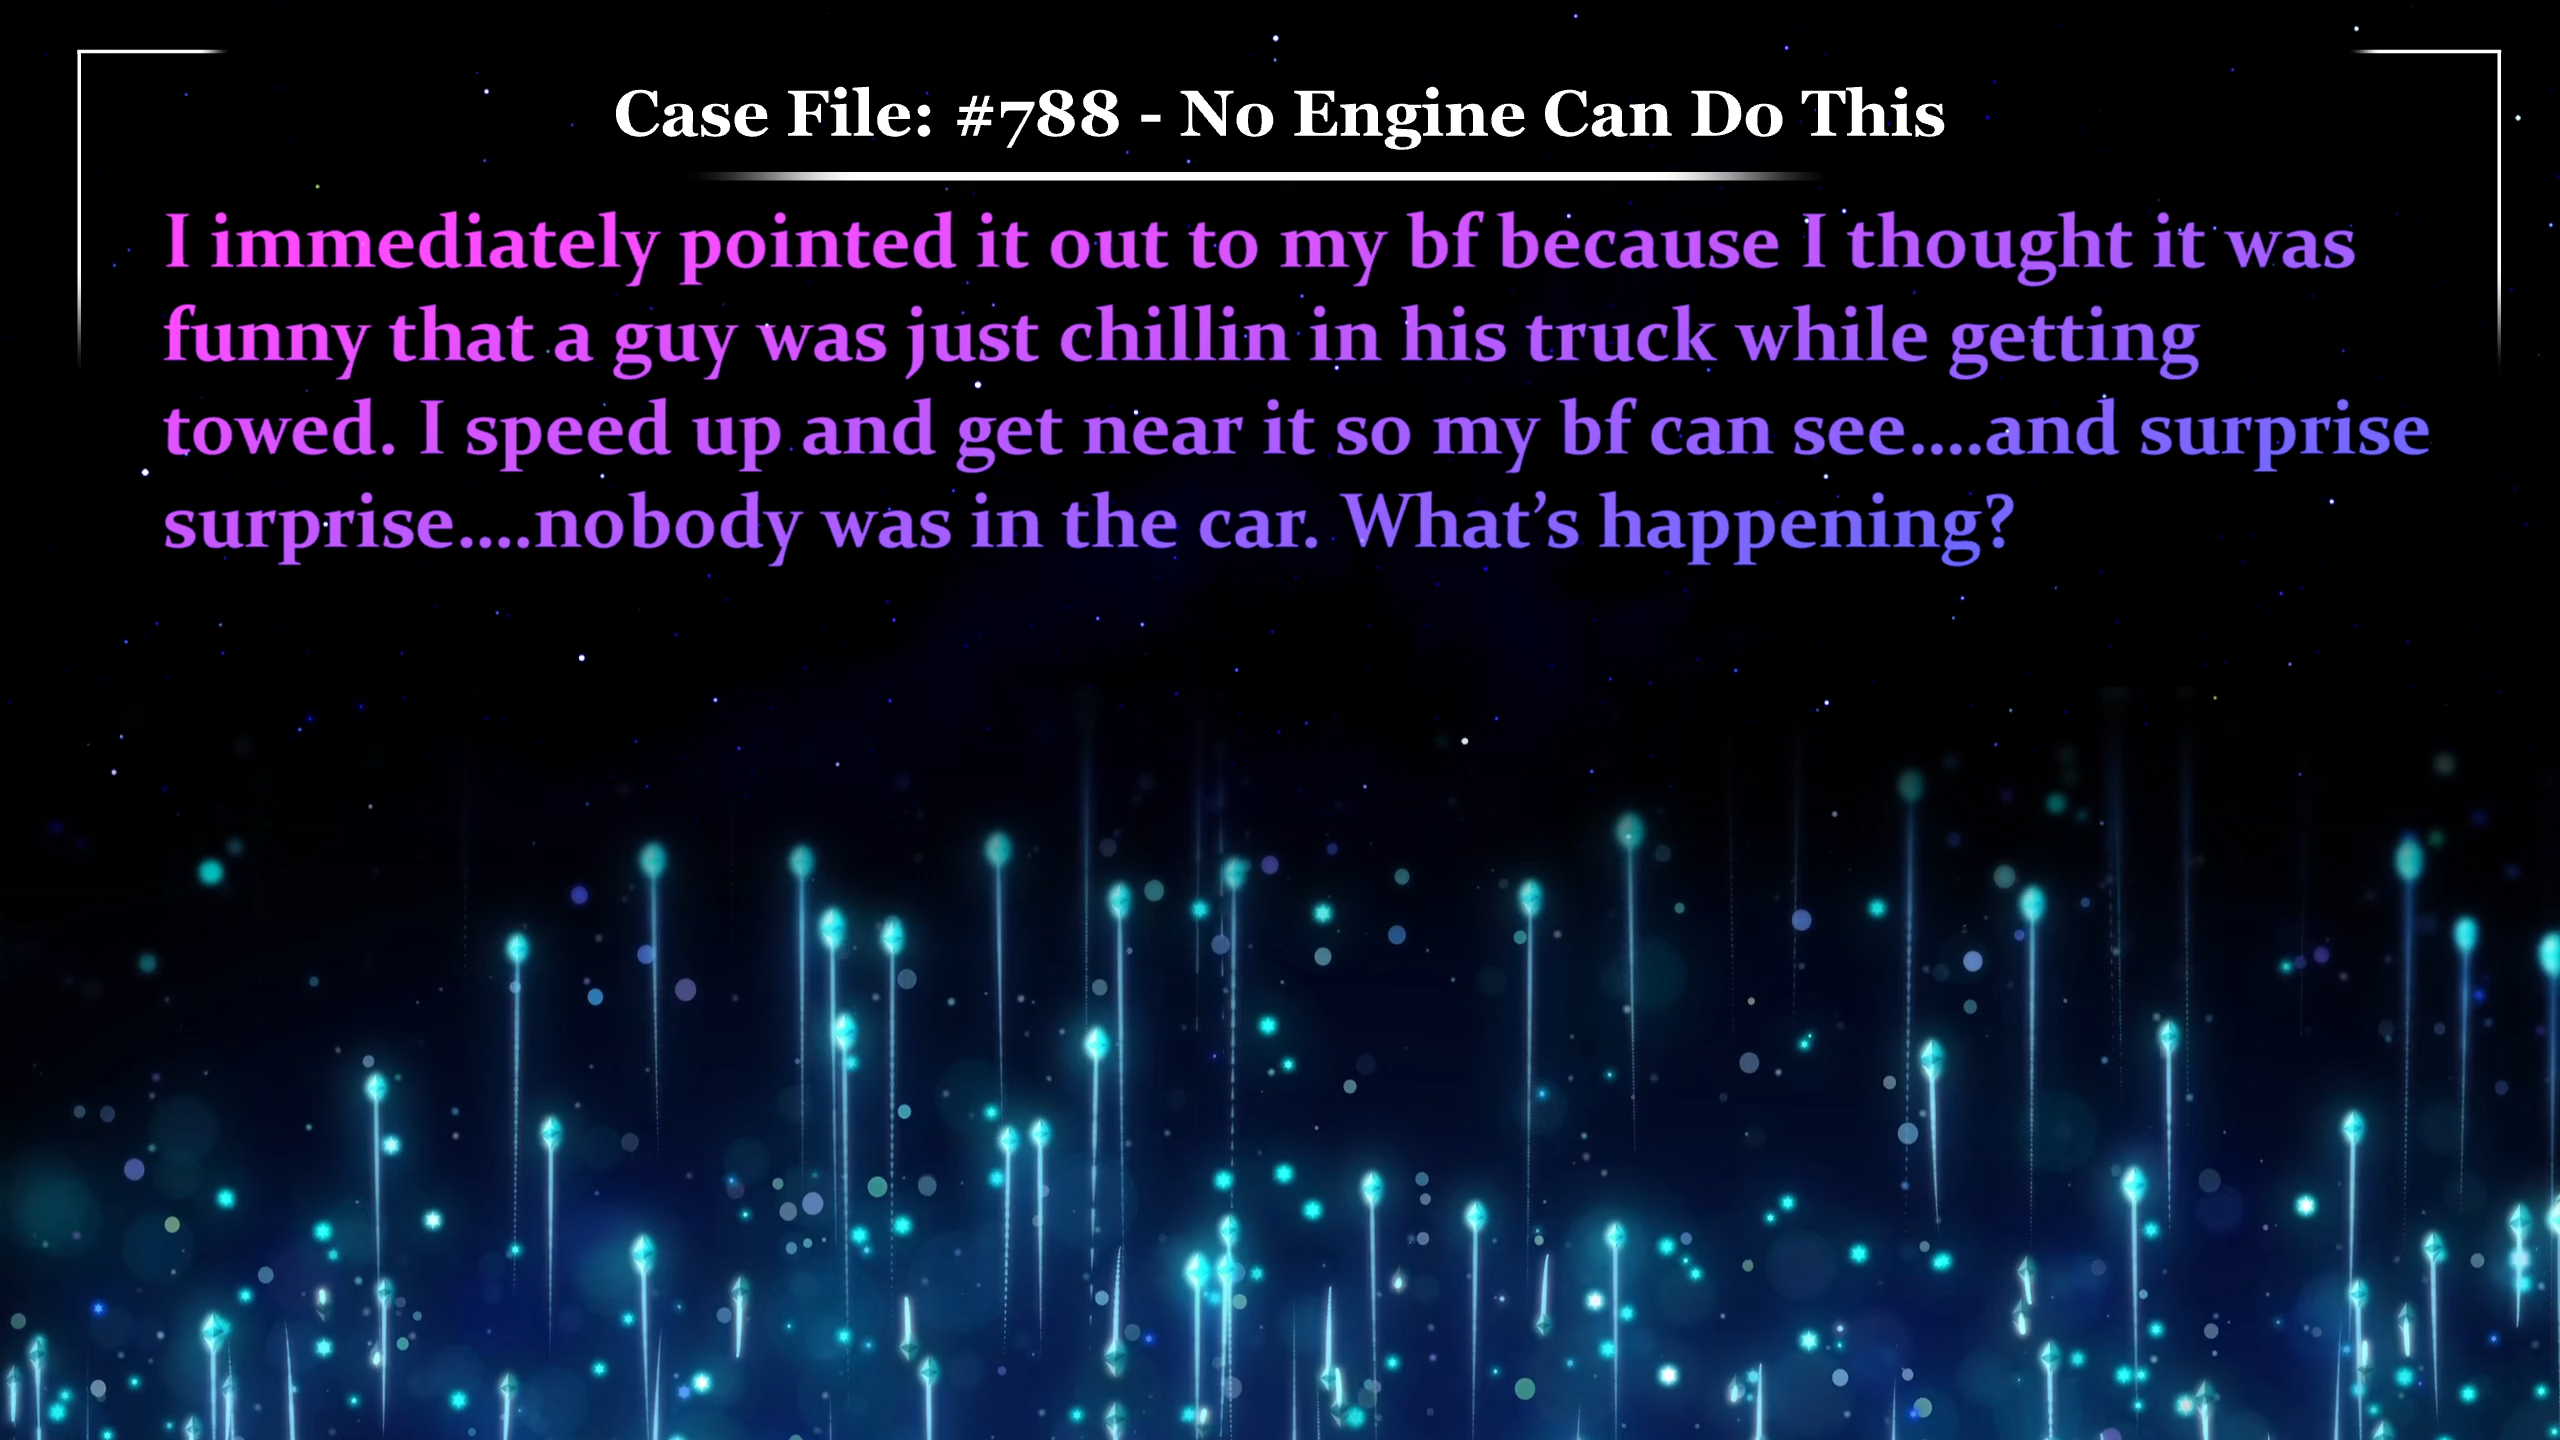 Case File: #788 - No Engine Can Do This
I immediately pointed it out to my bf because I thought it was
funny that a guy was just chillin in his truck while getting
towed. I speed up and get near it so my bf can see....and surprise
surprise....nobody was in the car. What’s happening?